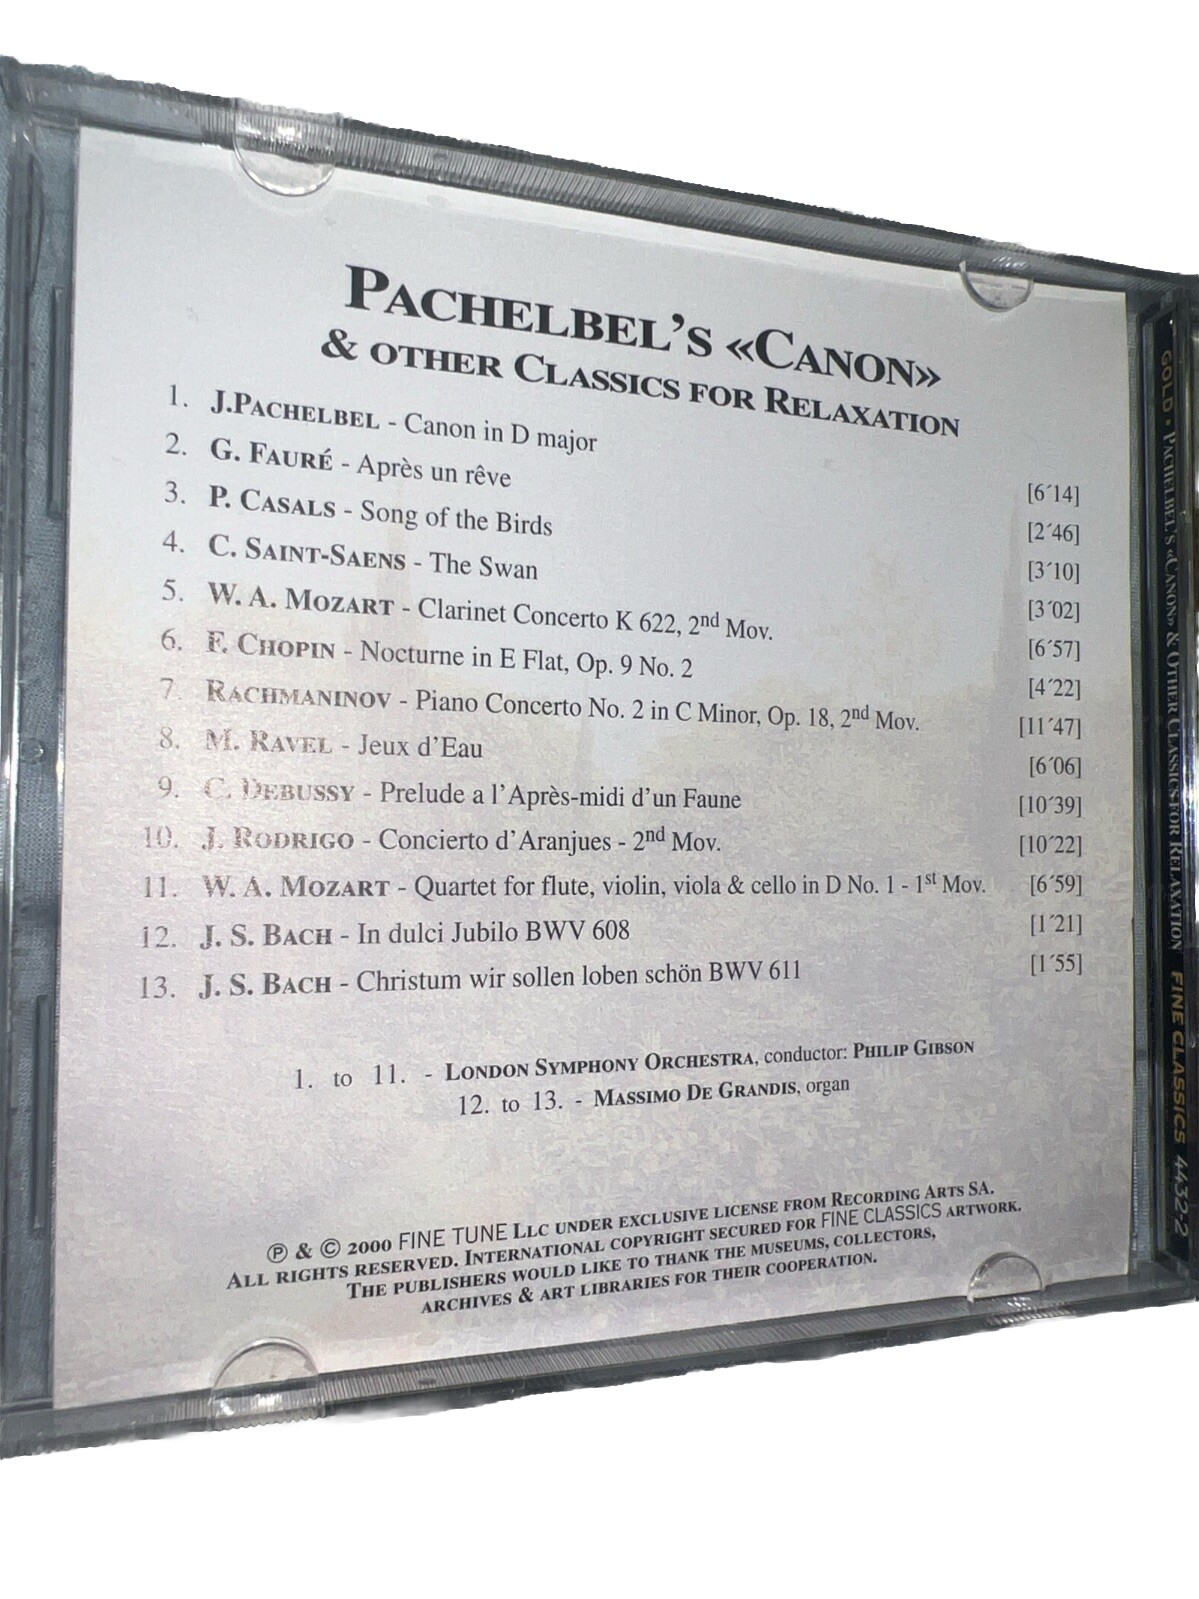 PACHELBEL'S «CANON»
& OTHER CLASSICS FOR RELAXATION
1. J.PACHELBEL - Canon in D major [6´14]
2. G. FAURÉ - Après un rêve [2´46]
3. P. CASALS - Song of the Birds [3´10]
4. C. SAINT-SAENS - The Swan [3´02]
5. W. A. MOZART - Clarinet Concerto K 622, 2nd Mov. [6´57]
6. F. CHOPIN - Nocturne in E Flat, Op. 9 No. 2 [4´22]
7. RACHMANINOV - Piano Concerto No. 2 in C Minor, Op. 18, 2nd Mov. [11´47]
8. M. RAVEL - Jeux d'Eau [6´06]
9. C. DEBUSSY - Prelude a l'Après-midi d'un Faune [10´39]
10. J. RODRIGO - Concierto d'Aranjues - 2nd Mov. [10´22]
11. W. A. MOZART - Quartet for flute, violin, viola & cello in D No. 1 - 1st Mov. [6´59]
12. J. S. BACH - In dulci Jubilo BWV 608 [1´21]
13. J. S. BACH - Christum wir sollen loben schön BWV 611 [1´55]
1. to 11. - LONDON SYMPHONY ORCHESTRA, conductor: PHILIP GIBSON
12. to 13. - MASSIMO DE GRANDIS, organ
℗ & © 2000 FINE TUNE LLC UNDER EXCLUSIVE LICENSE FROM RECORDING ARTS SA.
ALL RIGHTS RESERVED. INTERNATIONAL COPYRIGHT SECURED FOR FINE CLASSICS ARTWORK.
THE PUBLISHERS WOULD LIKE TO THANK THE MUSEUMS, COLLECTORS,
ARCHIVES & ART LIBRARIES FOR THEIR COOPERATION.
GOLD • PACHELBEL'S «CANON» & OTHER CLASSICS FOR RELAXATION FINE CLASSICS 4432-2